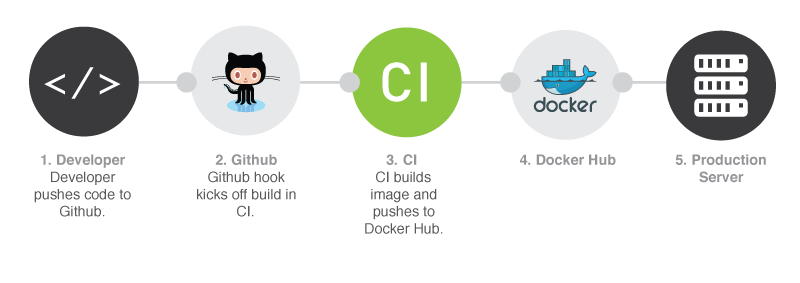 </>
CI
docker
1. Developer
Developer
pushes code to
Github.
2. Github
Github hook
kicks off build in
CI.
3. CI
CI builds
image and
pushes to
Docker Hub.
4. Docker Hub
5. Production
Server